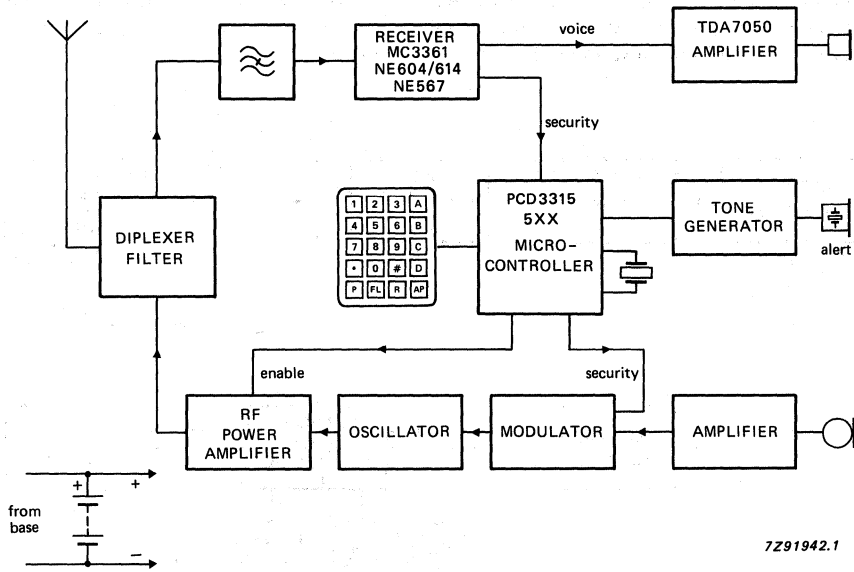 RECEIVER
MC3361
NE604/614
NE567
voice
TDA7050
AMPLIFIER
security
DIPLEXER
FILTER
1 2 3 A
4 5 6 B
7 8 9 C
* 0 # D
P FL R AP
PCD3315
5XX
MICRO-
CONTROLLER
TONE
GENERATOR
alert
enable
security
RF
POWER
AMPLIFIER
OSCILLATOR
MODULATOR
AMPLIFIER
+ +
from
base
−
7Z91942.1